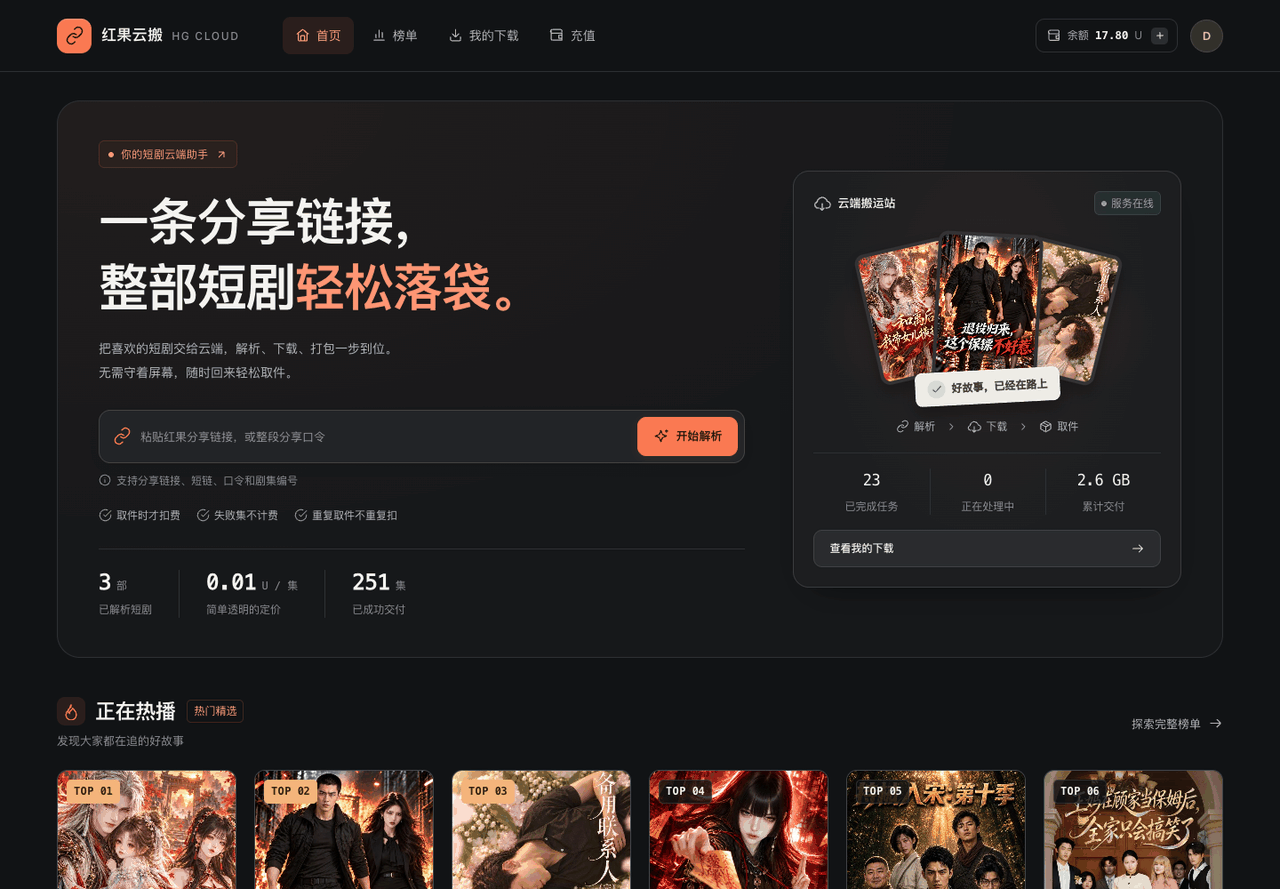 红果云搬 HG CLOUD 首页 榜单 我的下载 充值 余额 17.80 U + D
你的短剧云端助手
一条分享链接，
整部短剧轻松落袋。
把喜欢的短剧交给云端，解析、下载、打包一步到位。
无需守着屏幕，随时回来轻松取件。
粘贴红果分享链接，或整段分享口令 开始解析
支持分享链接、短链、口令和剧集编号
取件时才扣费 失败集不计费 重复取件不重复扣
3 部 0.01 U / 集 251 集
已解析短剧 简单透明的定价 已成功交付
云端搬运站 服务在线
退役归来，
这个保镖不好惹
好故事，已经在路上
解析 下载 取件
23 0 2.6 GB
已完成任务 正在处理中 累计交付
查看我的下载
正在热播 热门精选
发现大家都在追的好故事
探索完整榜单
TOP 01 TOP 02 TOP 03 TOP 04 TOP 05 TOP 06
备用联系人
入宋·第十季
顾家当保姆后，
全家只会搞笑了